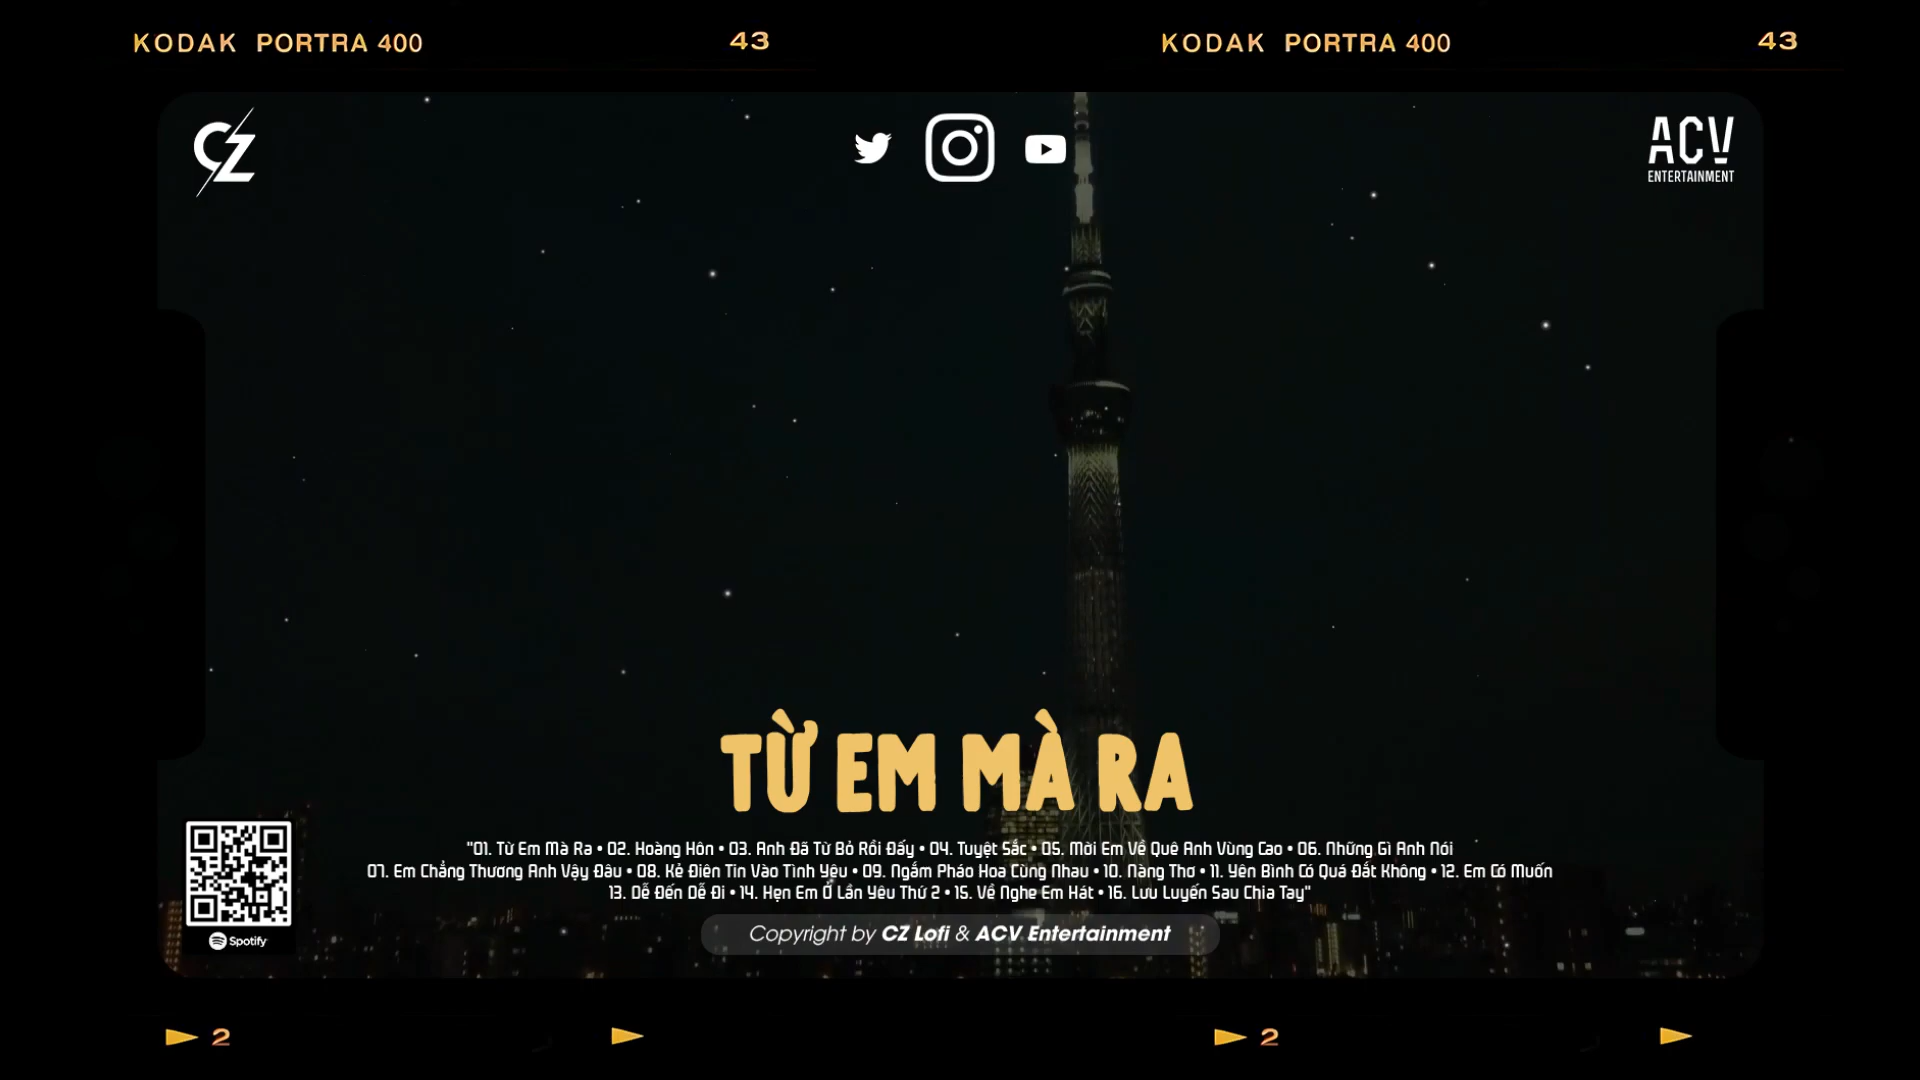 KODAK PORTRA 400 43 KODAK PORTRA 400 43
CZ
ACV
ENTERTAINMENT
TỪ EM MÀ RA
"01. Từ Em Mà Ra • 02. Hoàng Hôn • 03. Anh Đã Từ Bỏ Rồi Đấy • 04. Tuyệt Sắc • 05. Mời Em Về Quê Anh Vùng Cao • 06. Những Gì Anh Nói
07. Em Chẳng Thương Anh Vậy Đâu • 08. Kẻ Điên Tin Vào Tình Yêu • 09. Ngắm Pháo Hoa Cùng Nhau • 10. Nàng Thơ • 11. Yên Bình Có Quá Đắt Không • 12. Em Có Muốn
13. Dễ Đến Dễ Đi • 14. Hẹn Em Ở Lần Yêu Thứ 2 • 15. Về Nghe Em Hát • 16. Lưu Luyến Sau Chia Tay"
Spotify
Copyright by CZ Lofi & ACV Entertainment
2 2